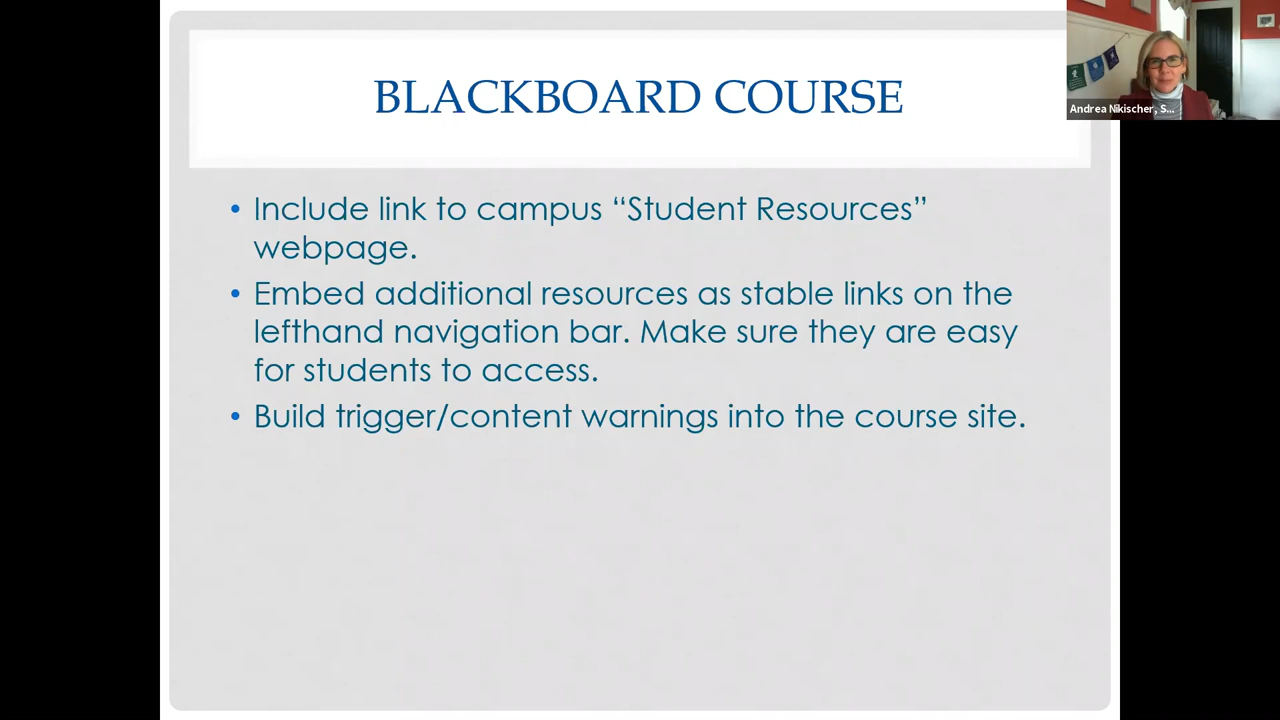 BLACKBOARD COURSE
Andrea Nikischer, S...
• Include link to campus “Student Resources”
webpage.
• Embed additional resources as stable links on the
lefthand navigation bar. Make sure they are easy
for students to access.
• Build trigger/content warnings into the course site.